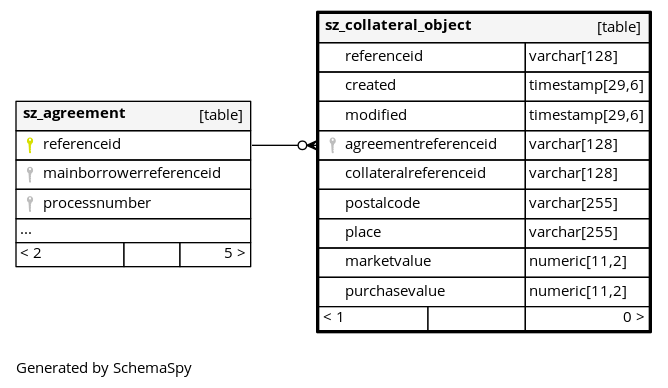 sz_agreement [table]
referenceid
mainborrowerreferenceid
processnumber
...
< 2 5 >
sz_collateral_object [table]
referenceid varchar[128]
created timestamp[29,6]
modified timestamp[29,6]
agreementreferenceid varchar[128]
collateralreferenceid varchar[128]
postalcode varchar[255]
place varchar[255]
marketvalue numeric[11,2]
purchasevalue numeric[11,2]
< 1 0 >
Generated by SchemaSpy